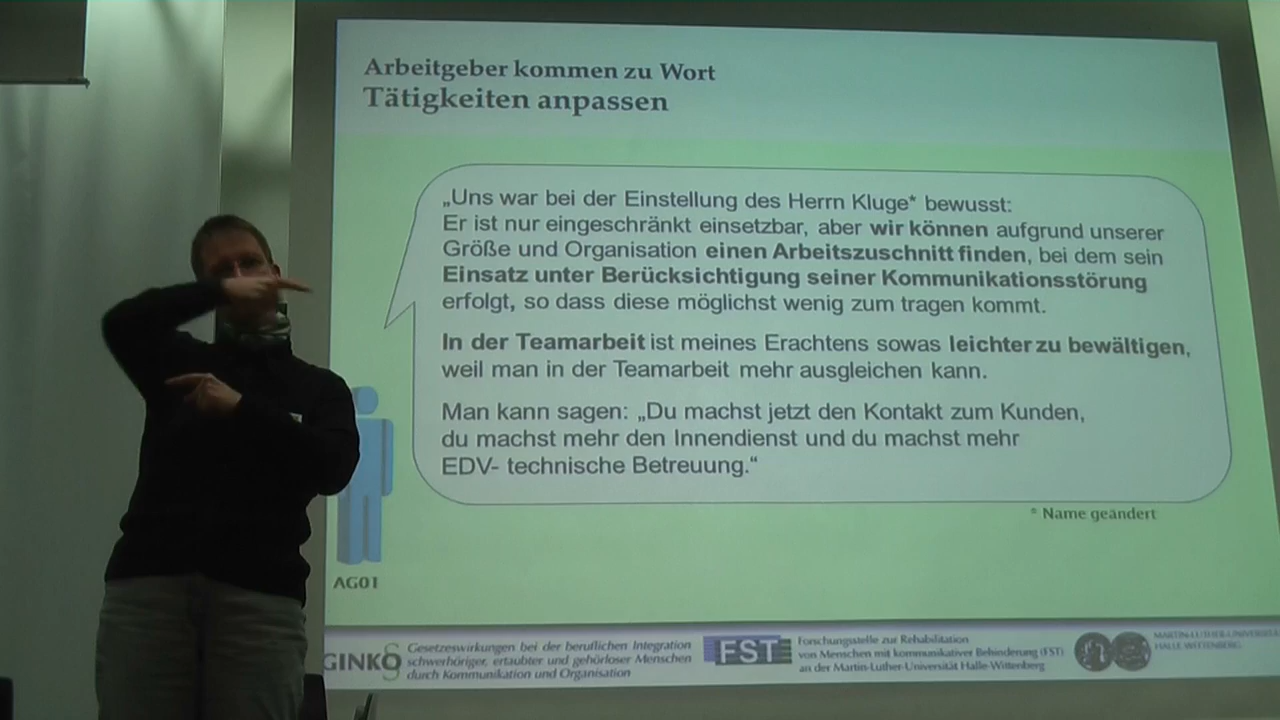 Arbeitgeber kommen zu Wort
Tätigkeiten anpassen
„Uns war bei der Einstellung des Herrn Kluge* bewusst:
Er ist nur eingeschränkt einsetzbar, aber wir können aufgrund unserer
Größe und Organisation einen Arbeitszuschnitt finden, bei dem sein
Einsatz unter Berücksichtigung seiner Kommunikationsstörung
erfolgt, so dass diese möglichst wenig zum tragen kommt.
In der Teamarbeit ist meines Erachtens sowas leichter zu bewältigen,
weil man in der Teamarbeit mehr ausgleichen kann.
Man kann sagen: „Du machst jetzt den Kontakt zum Kunden,
du machst mehr den Innendienst und du machst mehr
EDV- technische Betreuung.“
* Name geändert
AG01
GINKO
Gesetzeswirkungen bei der beruflichen Integration
schwerhöriger, ertaubter und gehörloser Menschen
durch Kommunikation und Organisation
FST
Forschungsstelle zur Rehabilitation
von Menschen mit kommunikativer Behinderung (FST)
an der Martin-Luther-Universität Halle-Wittenberg
MARTIN-LUTHER-UNIVERSITÄT
HALLE-WITTENBERG